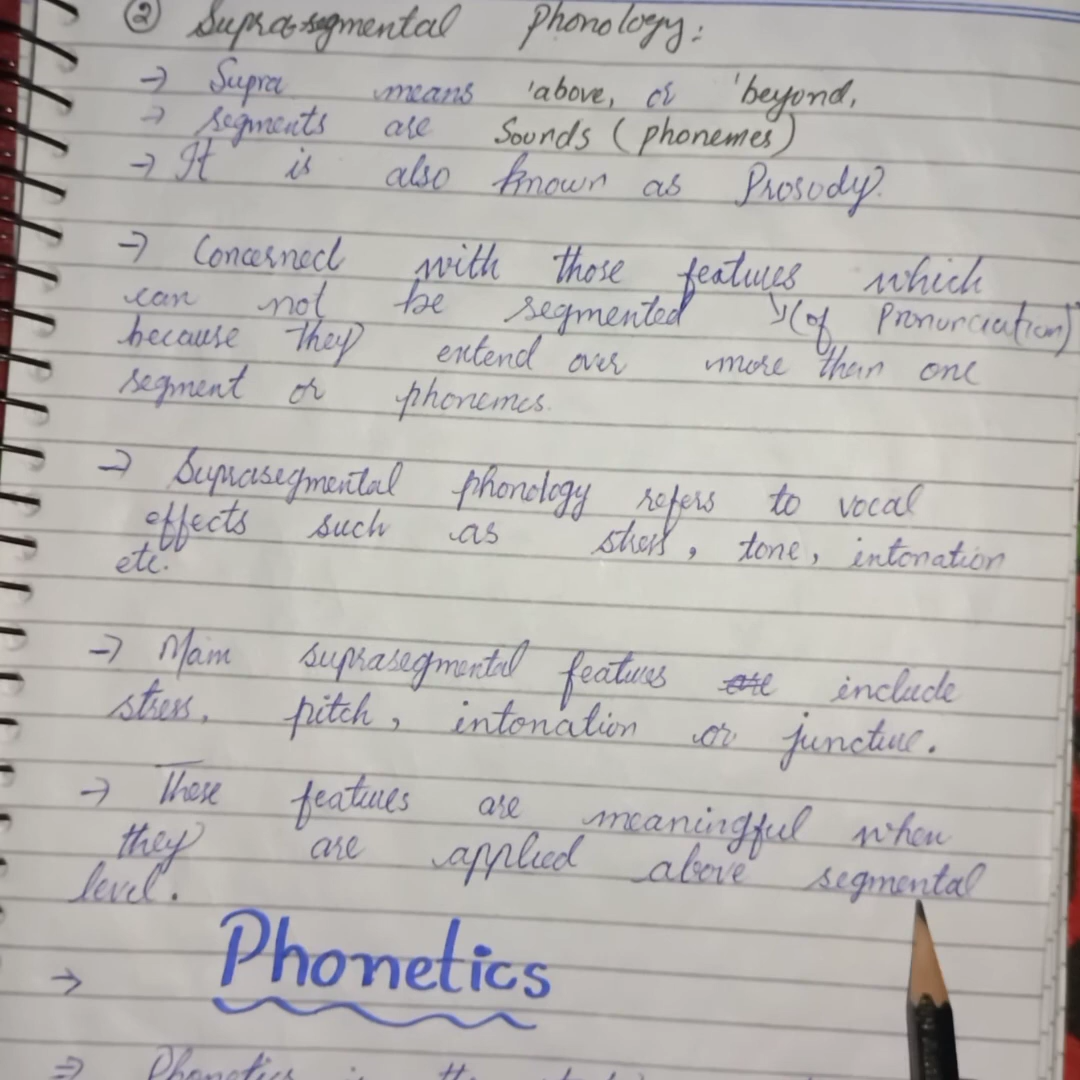 ② Suprasegmental Phonology:
→ Supra means 'above, or 'beyond,
→ segments are Sounds (phonemes)
→ It is also known as Prosody.
→ Concerned with those features which
can not be segmented ↘(of Pronunciation)
because they extend over more than one
segment or phonemes.
→ Suprasegmental phonology refers to vocal
effects such as stress, tone, intonation
etc.
→ Main suprasegmental features include
stress, pitch, intonation or juncture.
→ These features are meaningful when
they are applied above segmental
level.
→ Phonetics
⇒ Phonetics is the